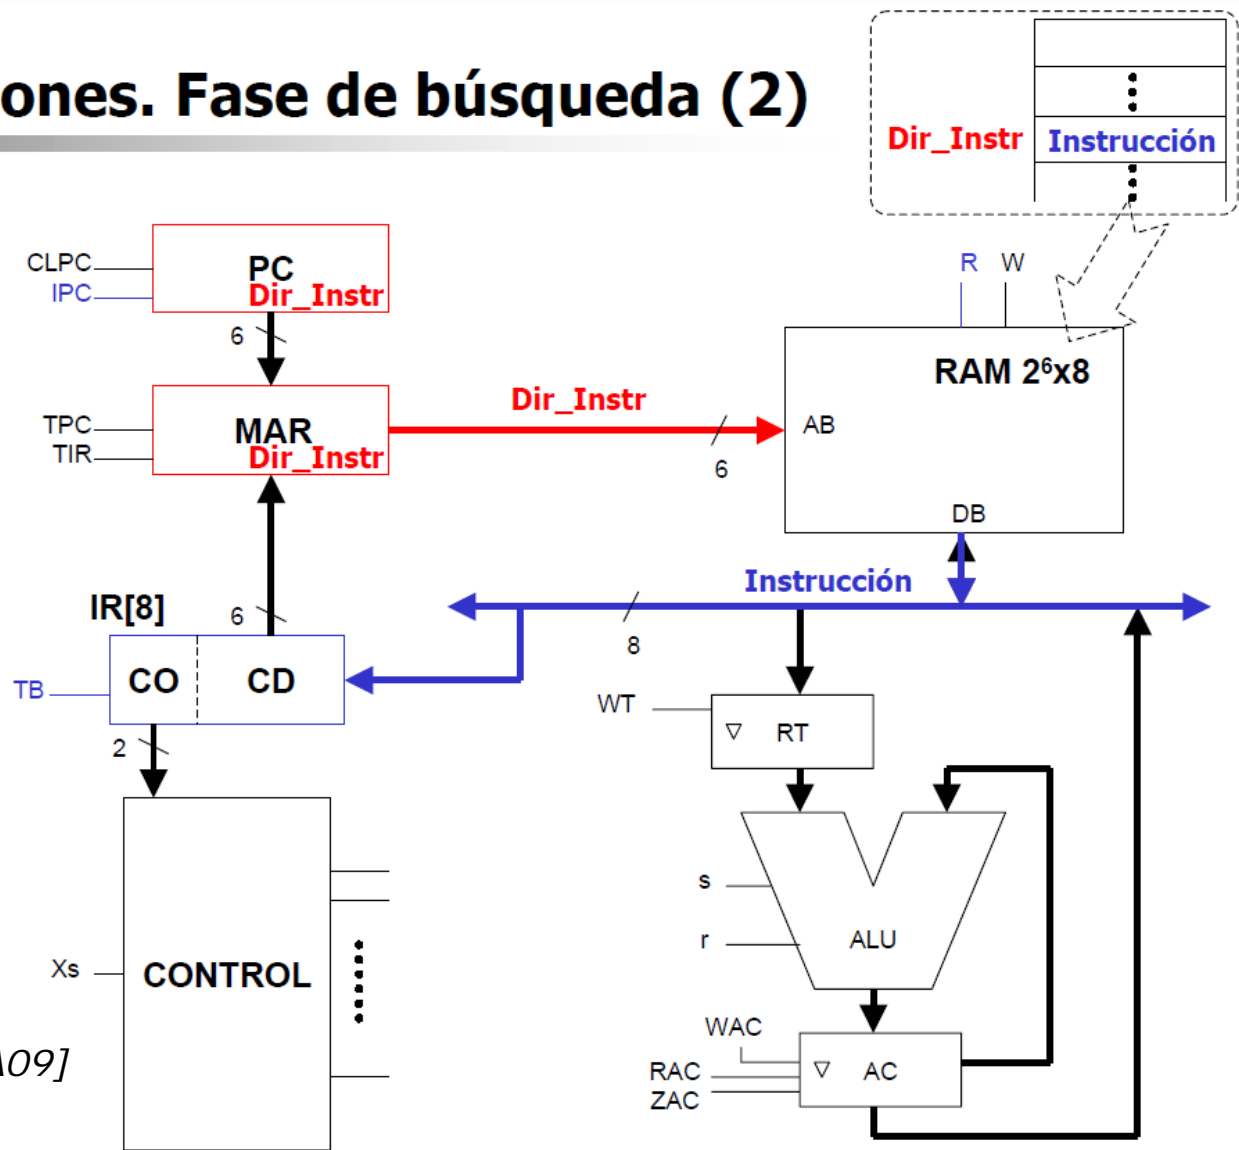 ones. Fase de búsqueda (2)
Dir_Instr
Instrucción
CLPC
IPC
PC
Dir_Instr
6
R
W
RAM 2⁶x8
TPC
TIR
MAR
Dir_Instr
Dir_Instr
6
AB
DB
Instrucción
8
IR[8]
6
TB
CO
CD
2
WT
RT
s
r
ALU
Xs
CONTROL
WAC
RAC
ZAC
AC
09]